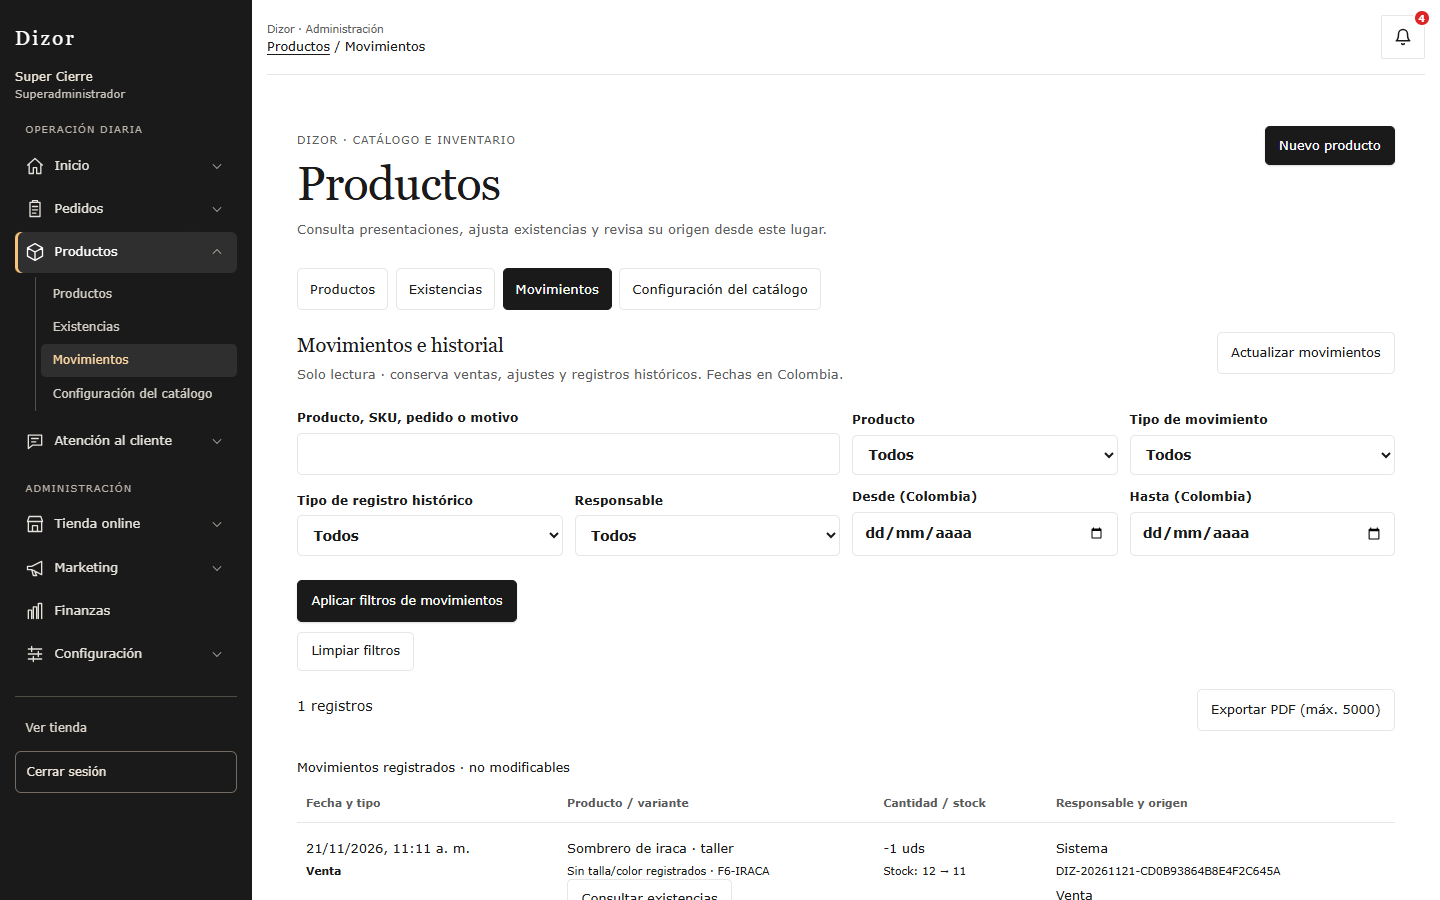 Dizor
Super Cierre
Superadministrador
OPERACIÓN DIARIA
Inicio
Pedidos
Productos
Productos
Existencias
Movimientos
Configuración del catálogo
Atención al cliente
ADMINISTRACIÓN
Tienda online
Marketing
Finanzas
Configuración
Ver tienda
Cerrar sesión
Dizor · Administración
Productos / Movimientos
4
DIZOR · CATÁLOGO E INVENTARIO
Nuevo producto
Productos
Consulta presentaciones, ajusta existencias y revisa su origen desde este lugar.
Productos Existencias Movimientos Configuración del catálogo
Movimientos e historial
Actualizar movimientos
Solo lectura · conserva ventas, ajustes y registros históricos. Fechas en Colombia.
Producto, SKU, pedido o motivo Producto Tipo de movimiento
Todos Todos
Tipo de registro histórico Responsable Desde (Colombia) Hasta (Colombia)
Todos Todos dd/mm/aaaa dd/mm/aaaa
Aplicar filtros de movimientos
Limpiar filtros
1 registros
Exportar PDF (máx. 5000)
Movimientos registrados · no modificables
Fecha y tipo Producto / variante Cantidad / stock Responsable y origen
21/11/2026, 11:11 a. m. Sombrero de iraca · taller -1 uds Sistema
Venta Sin talla/color registrados · F6-IRACA Stock: 12 → 11 DIZ-20261121-CD0B93864B8E4F2C645A
Consultar existencias Venta